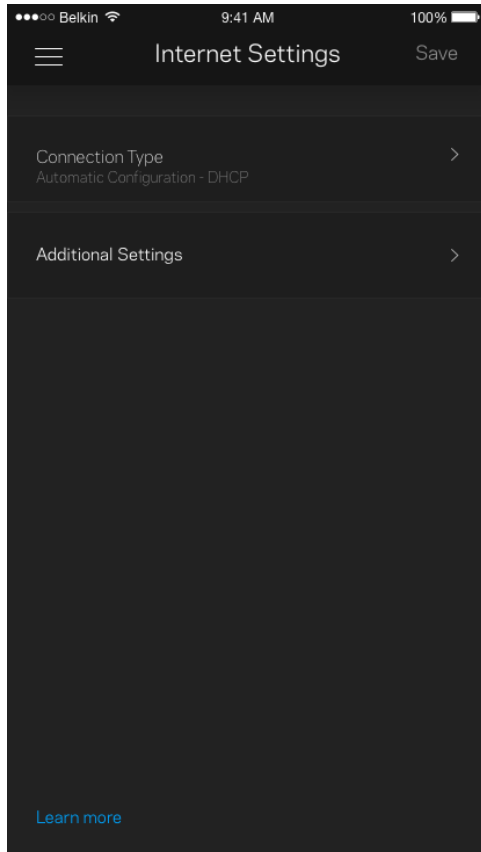 Belkin 9:41 AM 100%
Internet Settings Save
Connection Type
Automatic Configuration - DHCP
Additional Settings
Learn more